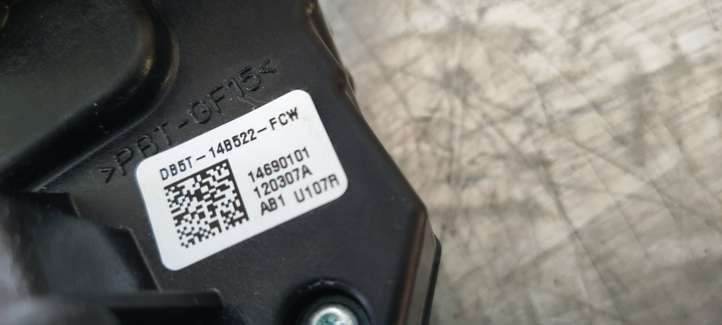 >PBT-GF15<
DB5T-14B522-FCW
14690101
120307A
AB1 U107R